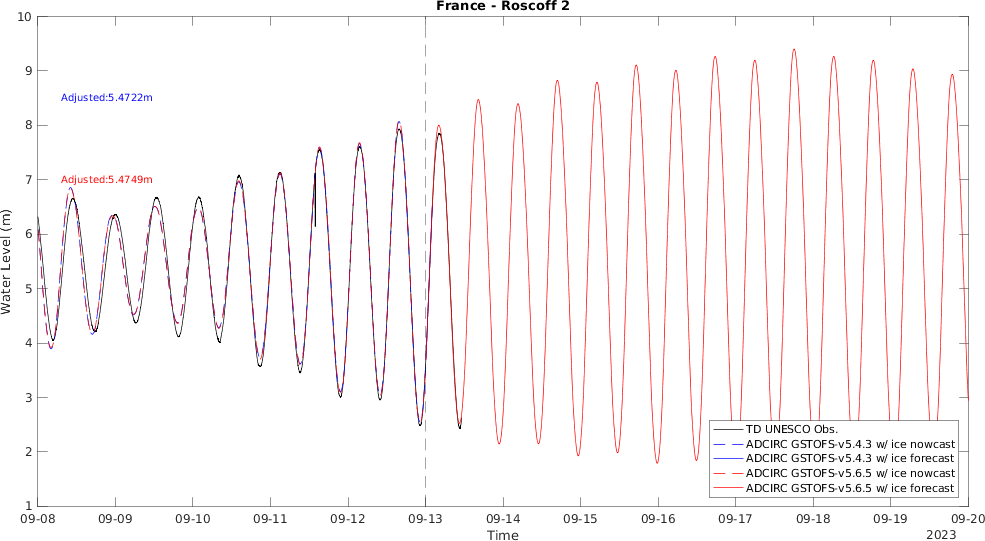 France - Roscoff 2
10
9
8
7
6
5
4
3
2
1
Water Level (m)
Adjusted:5.4722m
Adjusted:5.4749m
TD UNESCO Obs.
ADCIRC GSTOFS-v5.4.3 w/ ice nowcast
ADCIRC GSTOFS-v5.4.3 w/ ice forecast
ADCIRC GSTOFS-v5.6.5 w/ ice nowcast
ADCIRC GSTOFS-v5.6.5 w/ ice forecast
09-08 09-09 09-10 09-11 09-12 09-13 09-14 09-15 09-16 09-17 09-18 09-19 09-20
Time
2023